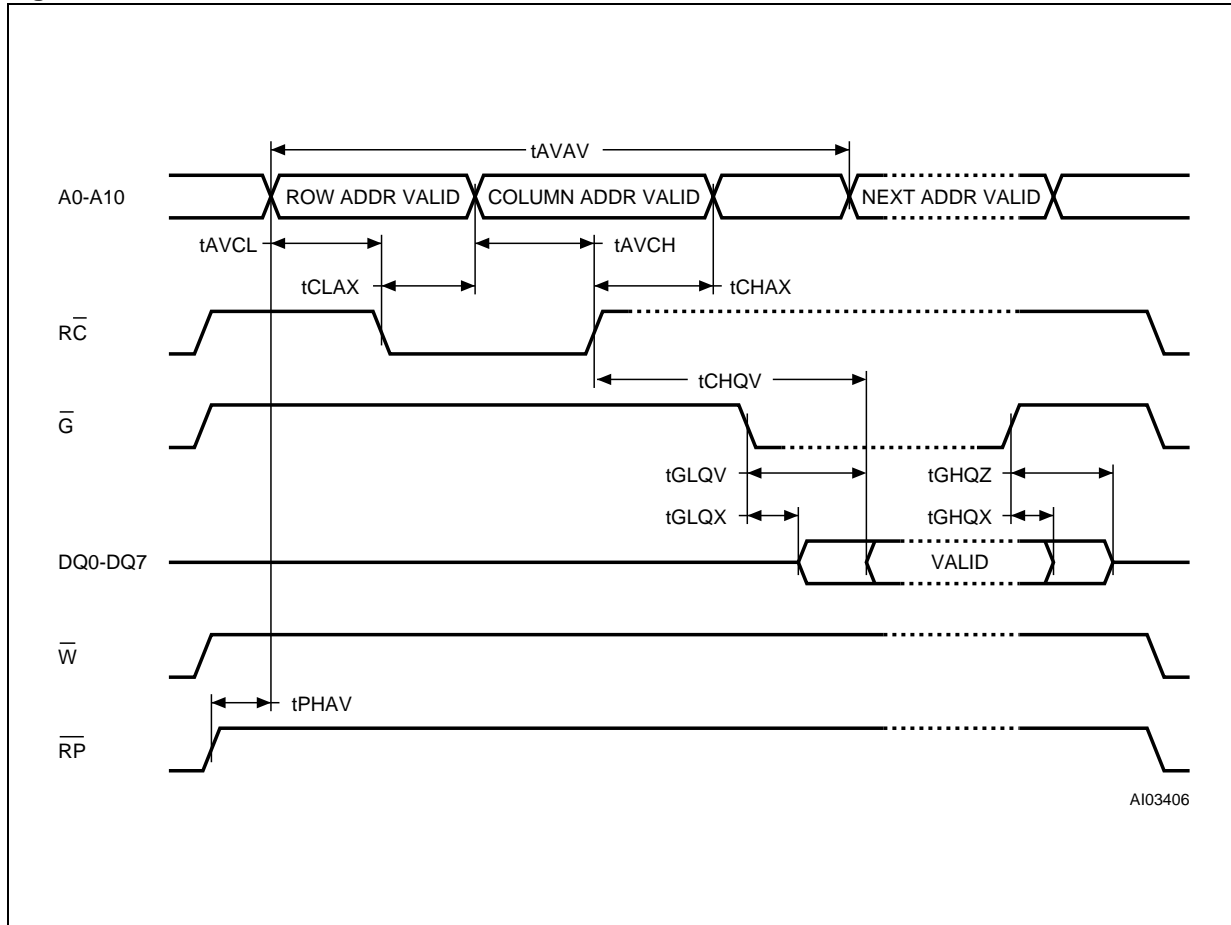 tAVAV
A0-A10 ROW ADDR VALID COLUMN ADDR VALID NEXT ADDR VALID
tAVCL tAVCH
tCLAX tCHAX
RC̅
tCHQV
G̅
tGLQV tGHQZ
tGLQX tGHQX
DQ0-DQ7 VALID
W̅
tPHAV
R̅P̅
AI03406